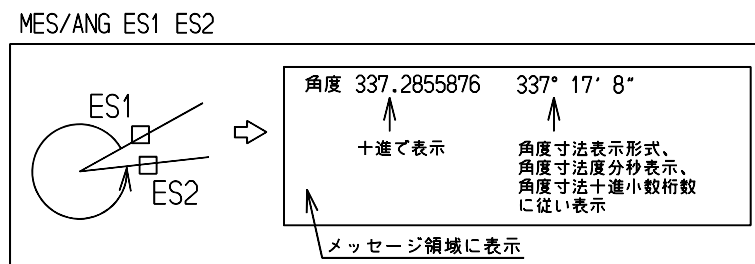 MES/ANG ES1 ES2
ES1
ES2
角度 337.2855876 337° 17′ 8″
十進で表示
角度寸法表示形式、
角度寸法度分秒表示、
角度寸法十進小数桁数
に従い表示
メッセージ領域に表示